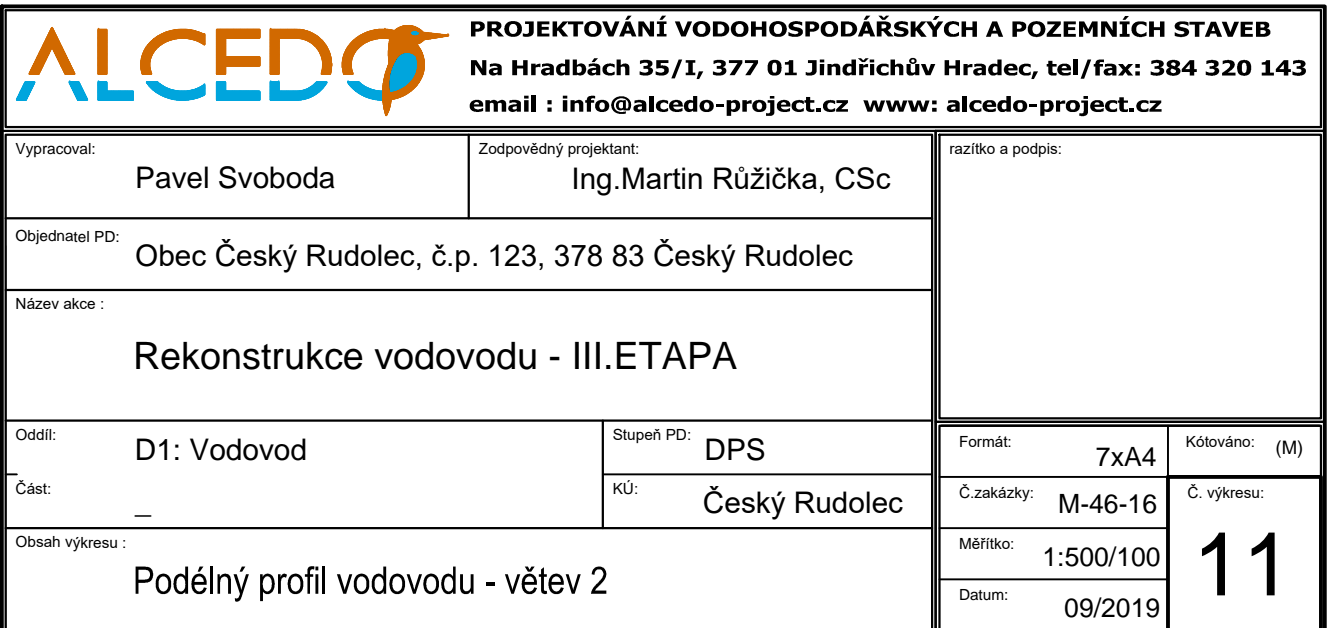 ALCEDO
PROJEKTOVÁNÍ VODOHOSPODÁŘSKÝCH A POZEMNÍCH STAVEB
Na Hradbách 35/I, 377 01 Jindřichův Hradec, tel/fax: 384 320 143
email : info@alcedo-project.cz www: alcedo-project.cz
Vypracoval:
Pavel Svoboda
Zodpovědný projektant:
Ing.Martin Růžička, CSc
razítko a podpis:
Objednatel PD:
Obec Český Rudolec, č.p. 123, 378 83 Český Rudolec
Název akce :
Rekonstrukce vodovodu - III.ETAPA
Oddíl:
D1: Vodovod
Stupeň PD:
DPS
Část:
_
KÚ:
Český Rudolec
Obsah výkresu :
Podélný profil vodovodu - větev 2
Formát:
7xA4
Kótováno:
(M)
Č.zakázky:
M-46-16
Č. výkresu:
11
Měřítko:
1:500/100
Datum:
09/2019